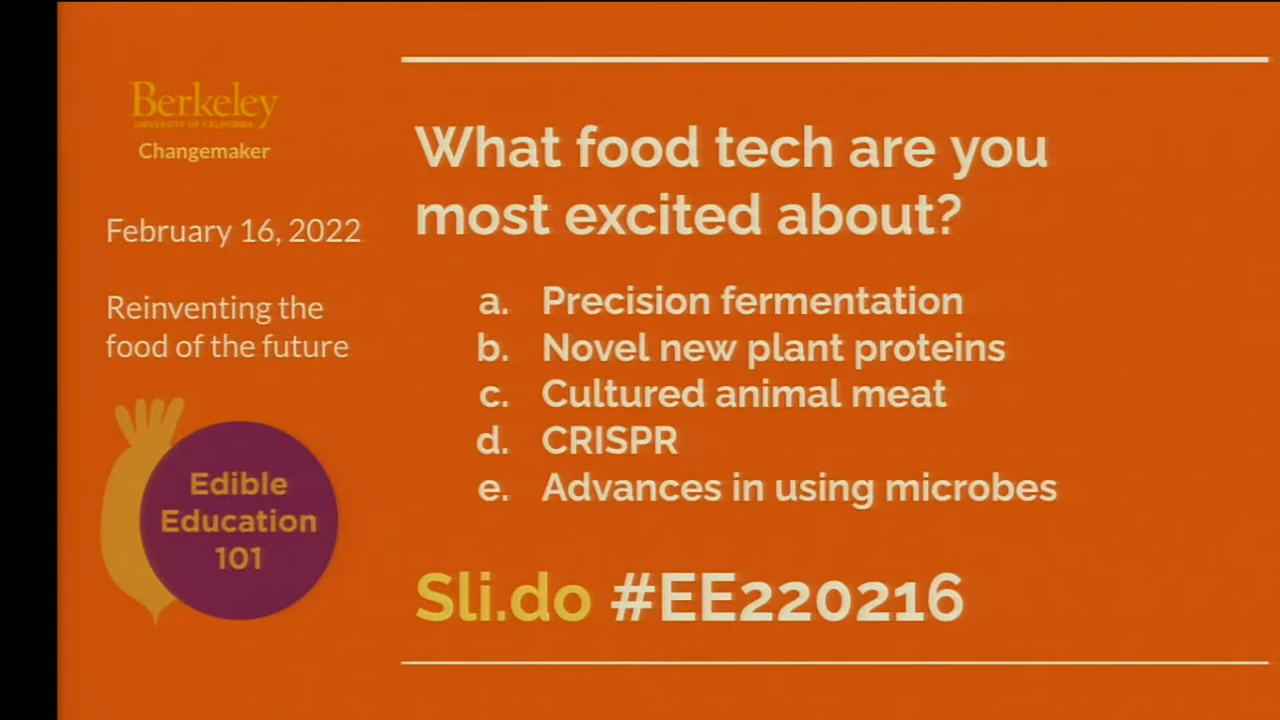 Berkeley
UNIVERSITY OF CALIFORNIA
Changemaker
February 16, 2022
Reinventing the
food of the future
Edible
Education
101
What food tech are you
most excited about?
a. Precision fermentation
b. Novel new plant proteins
c. Cultured animal meat
d. CRISPR
e. Advances in using microbes
Sli.do #EE220216